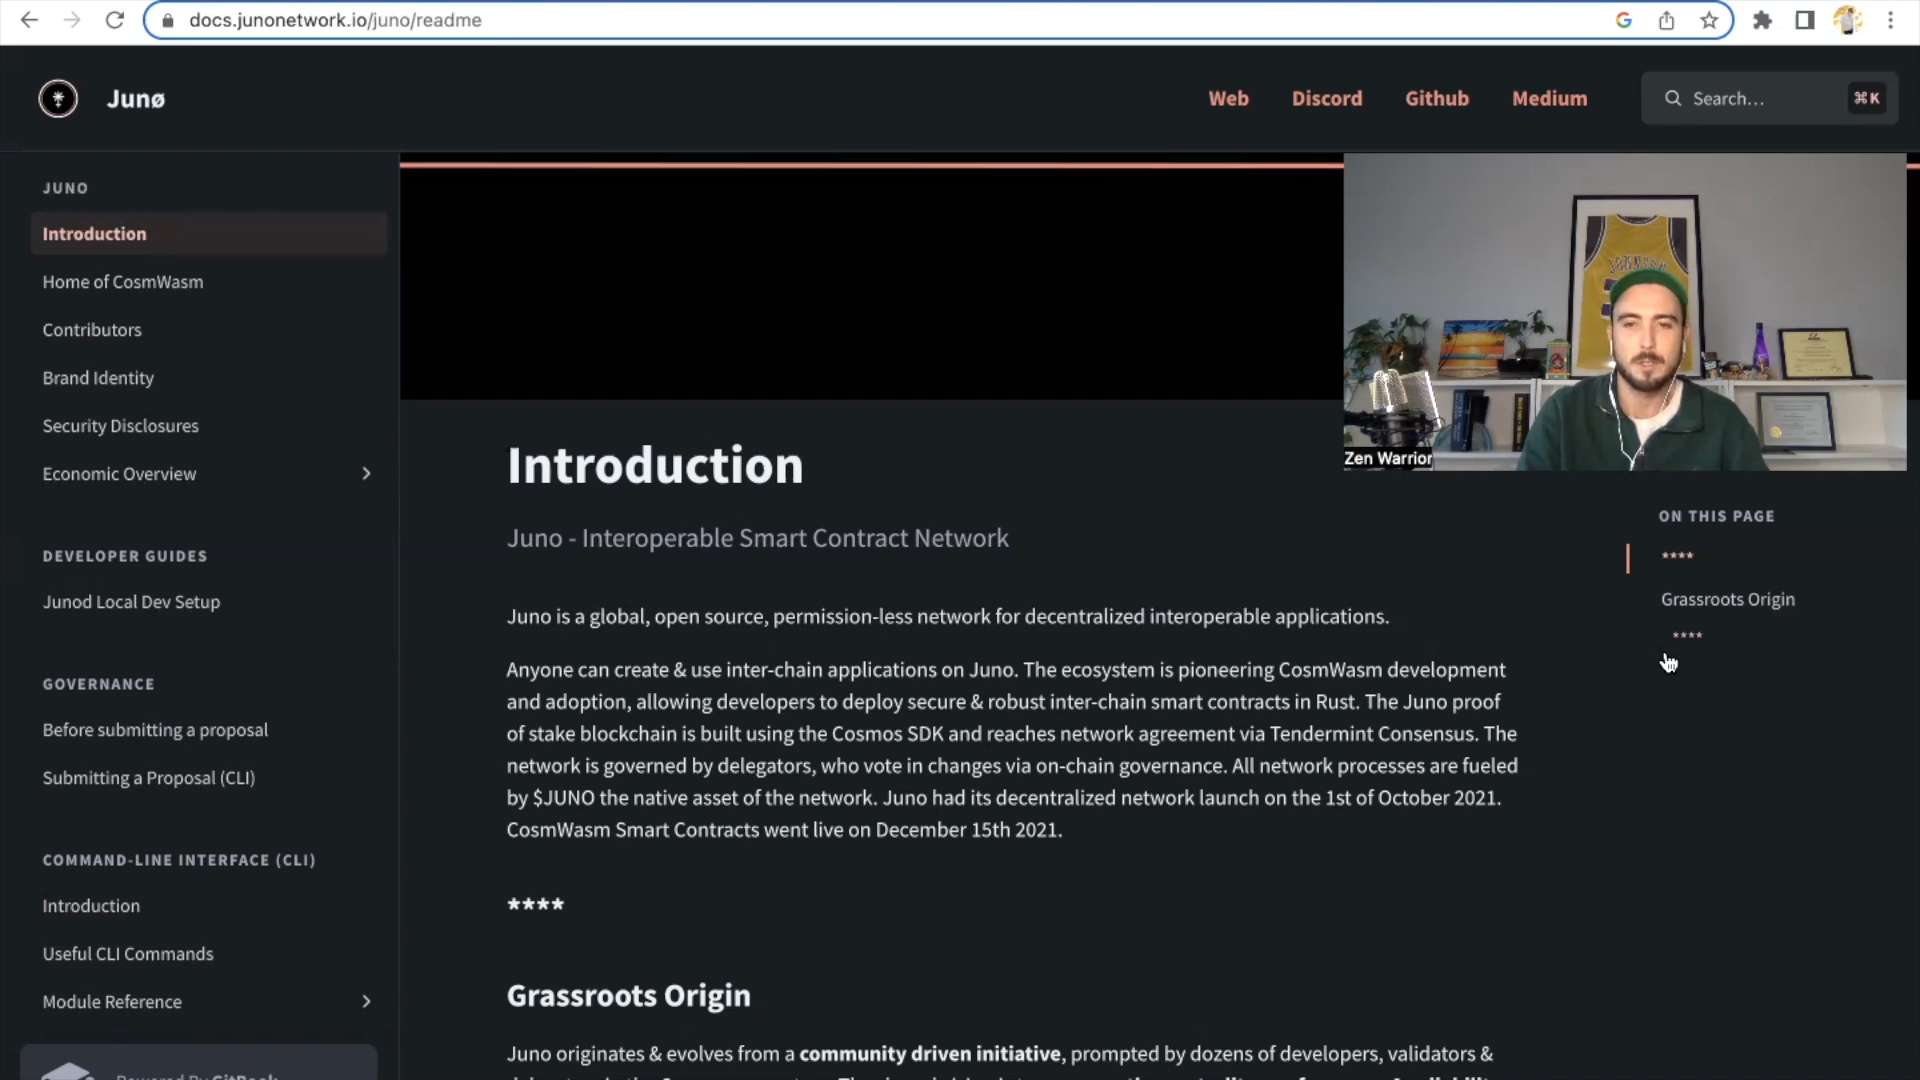 docs.junonetwork.io/juno/readme
Junø
Web
Discord
Github
Medium
Search...
⌘K
JUNO
Introduction
Home of CosmWasm
Contributors
Brand Identity
Security Disclosures
Economic Overview
DEVELOPER GUIDES
Junod Local Dev Setup
GOVERNANCE
Before submitting a proposal
Submitting a Proposal (CLI)
COMMAND-LINE INTERFACE (CLI)
Introduction
Useful CLI Commands
Module Reference
Powered By GitBook
Zen Warrior
Introduction
Juno - Interoperable Smart Contract Network
Juno is a global, open source, permission-less network for decentralized interoperable applications.
Anyone can create & use inter-chain applications on Juno. The ecosystem is pioneering CosmWasm development
and adoption, allowing developers to deploy secure & robust inter-chain smart contracts in Rust. The Juno proof
of stake blockchain is built using the Cosmos SDK and reaches network agreement via Tendermint Consensus. The
network is governed by delegators, who vote in changes via on-chain governance. All network processes are fueled
by $JUNO the native asset of the network. Juno had its decentralized network launch on the 1st of October 2021.
CosmWasm Smart Contracts went live on December 15th 2021.
****
Grassroots Origin
Juno originates & evolves from a community driven initiative, prompted by dozens of developers, validators &
ON THIS PAGE
****
Grassroots Origin
****